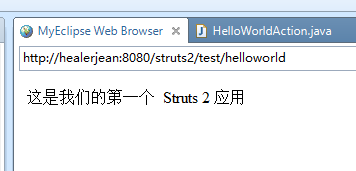 MyEclipse Web Browser HelloWorldAction.java
http://healerjean:8080/struts2/test/helloworld
这是我们的第一个 Struts 2 应用